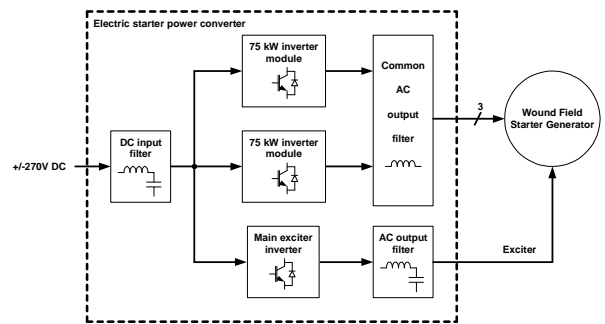 Electric starter power converter
75 kW inverter
module
Common
AC
output
filter
3
Wound Field
Starter Generator
DC input
filter
+/-270V DC
75 kW inverter
module
Main exciter
inverter
AC output
filter
Exciter